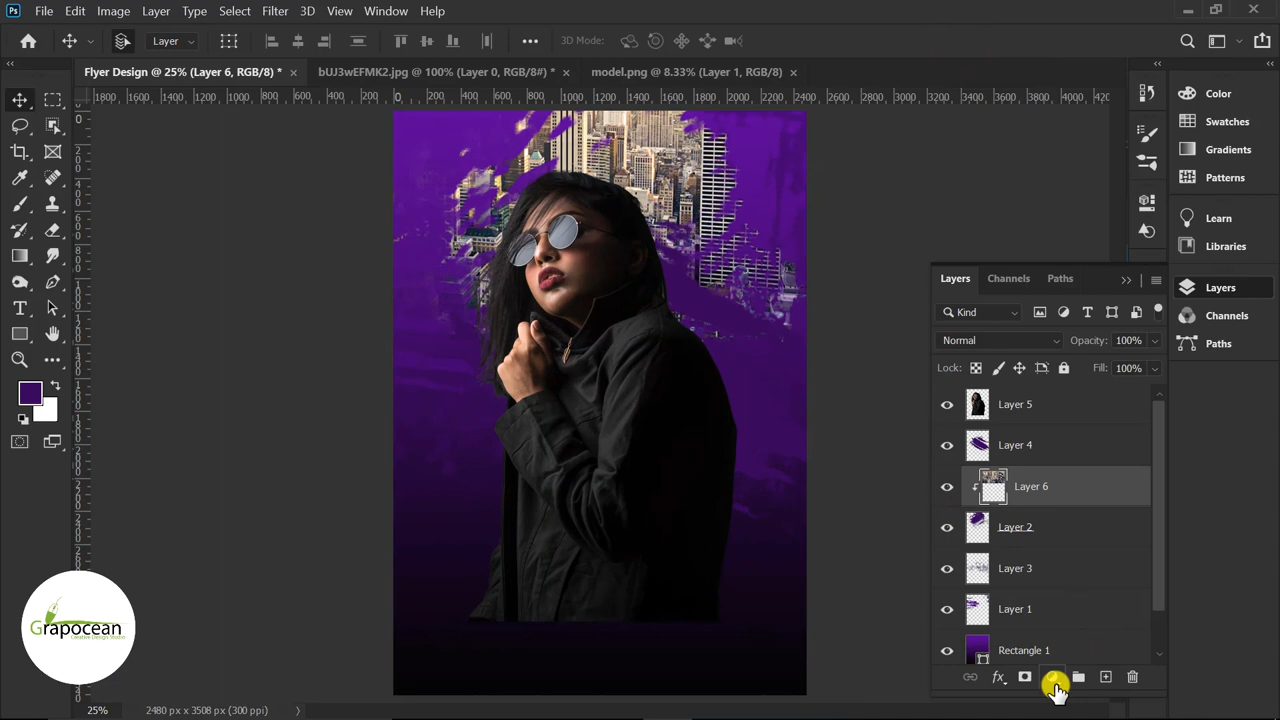 Ps File Edit Image Layer Type Select Filter 3D View Window Help
Layer 3D Mode:
Flyer Design @ 25% (Layer 6, RGB/8) * × bUJ3wEFMK2.jpg @ 100% (Layer 0, RGB/8#) * × model.png @ 8.33% (Layer 1, RGB/8) ×
1800 1600 1400 1200 1000 800 600 400 200 0 200 400 600 800 1000 1200 1400 1600 1800 2000 2200 2400 2600 2800 3000 3200 3400 3600 3800 4000 420
Color
Swatches
Gradients
Patterns
Learn
Libraries
Layers
Channels
Paths
Layers Channels Paths
Kind
Normal Opacity: 100%
Lock: Fill: 100%
Layer 5
Layer 4
Layer 6
Layer 2
Layer 3
Layer 1
Rectangle 1
fx
Grapocean
Creative Design Studio
25% 2480 px x 3508 px (300 ppi)